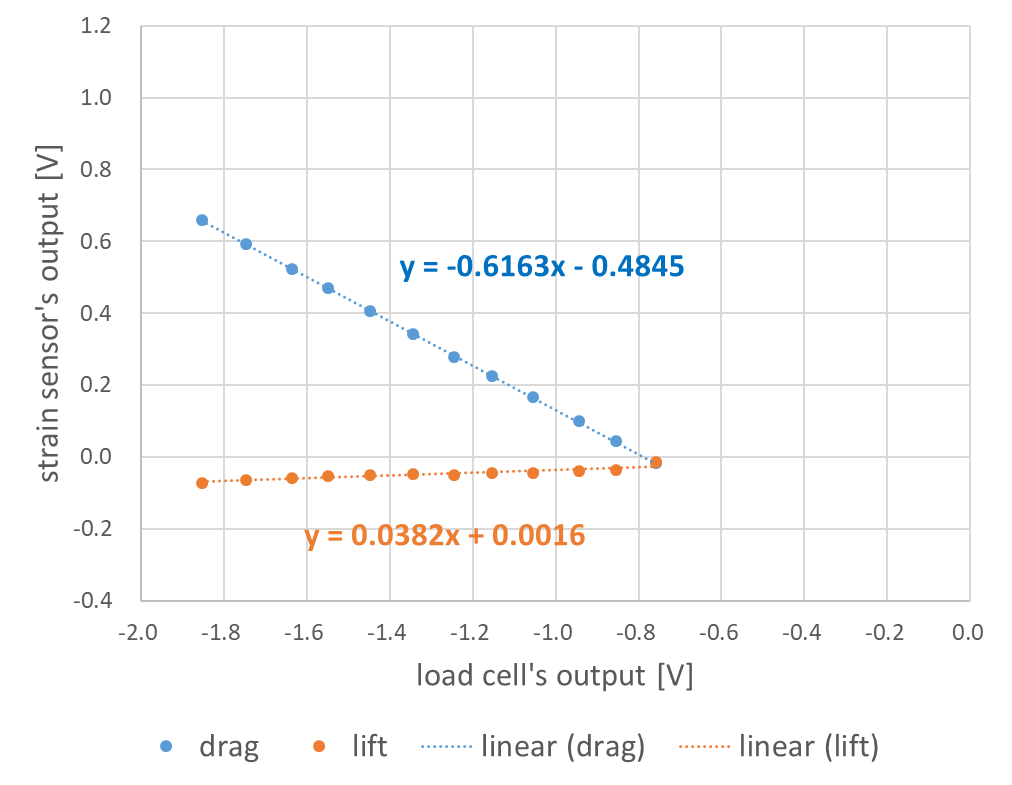 1.2
1.0
0.8
0.6
0.4
0.2
0.0
-0.2
-0.4
strain sensor's output [V]
y = -0.6163x - 0.4845
y = 0.0382x + 0.0016
-2.0 -1.8 -1.6 -1.4 -1.2 -1.0 -0.8 -0.6 -0.4 -0.2 0.0
load cell's output [V]
drag lift linear (drag) linear (lift)